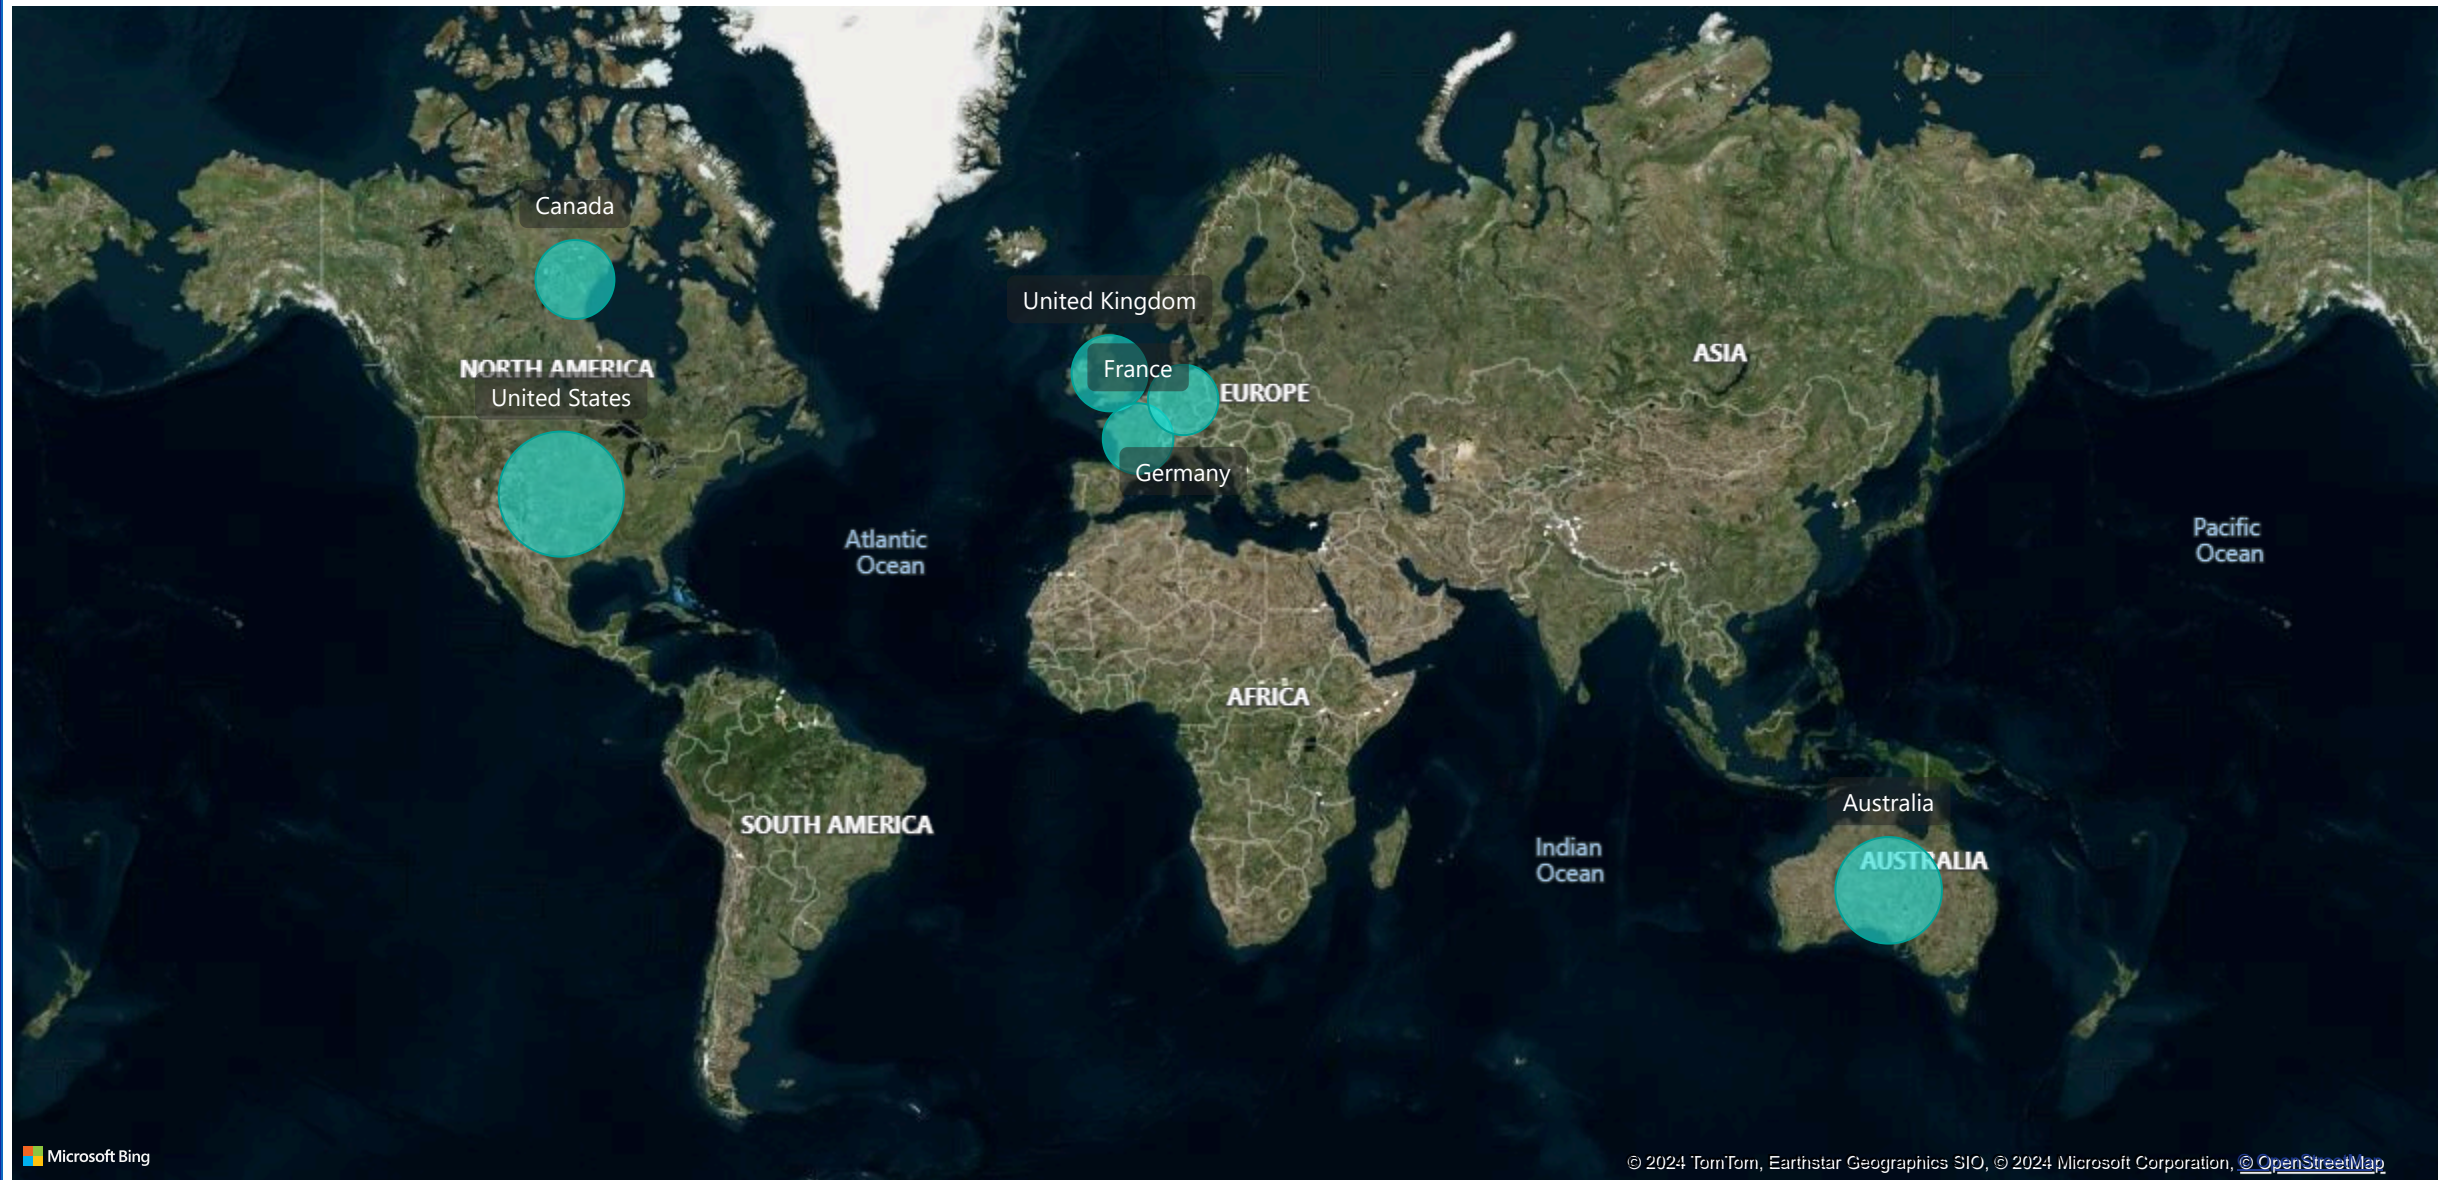 Canada
United Kingdom
ASIA
NORTH AMERICA
France
EUROPE
United States
Germany
Atlantic
Ocean
Pacific
Ocean
AFRICA
Australia
SOUTH AMERICA
Indian
Ocean
AUSTRALIA
Microsoft Bing
© 2024 TomTom, Earthstar Geographics SIO, © 2024 Microsoft Corporation, © OpenStreetMap